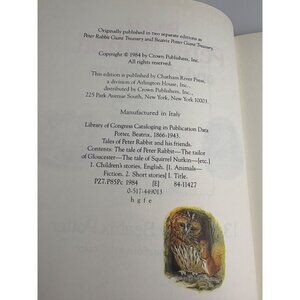 Originally published in two separate editions as
Peter Rabbit Giant Treasury and Beatrix Potter Giant Treasury.
Copyright © 1984 by Crown Publishers, Inc.
All rights reserved.
This edition is published by Chatham River Press,
a division of Arlington House, Inc.,
distributed by Crown Publishers, Inc.
225 Park Avenue South, New York, New York 10003.
Manufactured in Italy
Library of Congress Cataloging in Publication Data
Potter, Beatrix, 1866-1943.
Tales of Peter Rabbit and his friends.
Contents: The tale of Peter Rabbit—The tailor
of Gloucester—The tale of Squirrel Nutkin—[etc.]
1. Children's stories, English. [1. Animals—
Fiction. 2. Short stories] I. Title.
PZ7.P85Pc 1984 [E] 84-11427
0-517-449013
h g f e